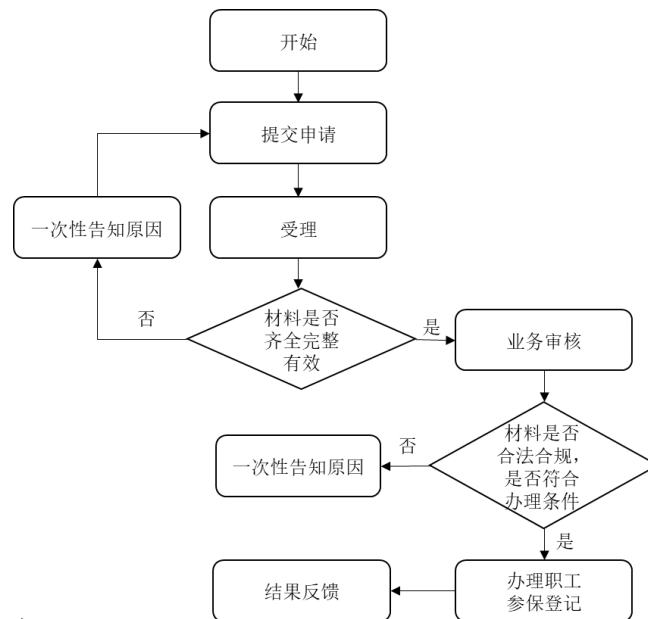 开始
提交申请
一次性告知原因
受理
材料是否
齐全完整
有效
否
是
业务审核
材料是否
合法合规，
是否符合
办理条件
否
一次性告知原因
是
办理职工
参保登记
结果反馈